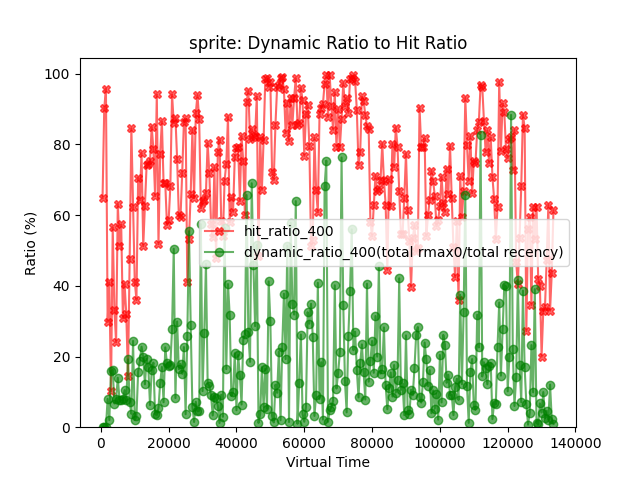 sprite: Dynamic Ratio to Hit Ratio
100
80
60
40
20
0
Ratio (%)
hit_ratio_400
dynamic_ratio_400(total rmax0/total recency)
0 20000 40000 60000 80000 100000 120000 140000
Virtual Time